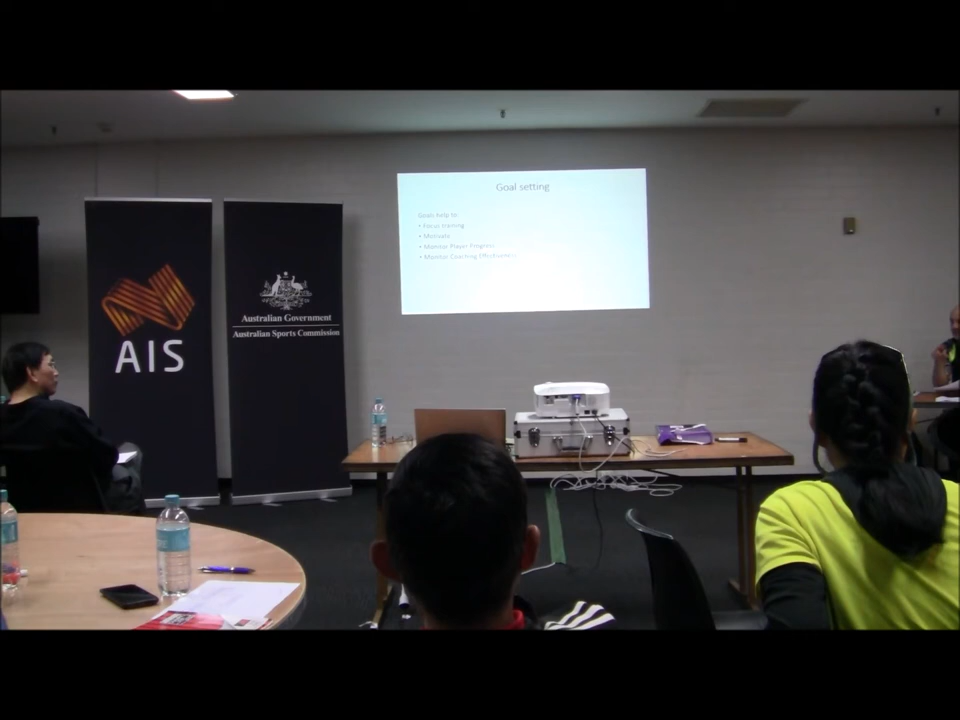 Goal setting
Goals help to:
• Focus training
• Motivate
• Monitor Player Progress
• Monitor Coaching Effectiveness
AIS
Australian Government
Australian Sports Commission